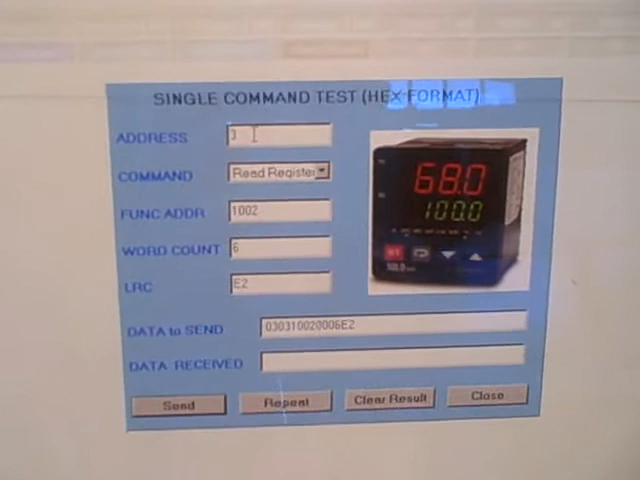 SINGLE COMMAND TEST (HEX FORMAT)
ADDRESS 3
COMMAND Read Register
FUNC ADDR 1002
WORD COUNT 6
LRC E2
68.0
100.0
SOLO
DATA to SEND 030310020006E2
DATA RECEIVED
Send Repeat Clear Result Close